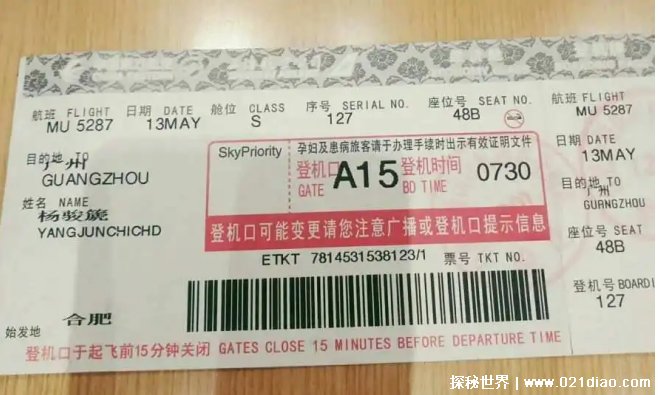 航班 FLIGHT 日期 DATE 舱位 CLASS 序号 SERIAL NO. 座位号 SEAT NO.
MU 5287 13MAY S 127 48B
目的地 TO
广州
GUANGZHOU
姓名 NAME
YANGJUNCHICHD
SkyPriority 孕妇及患病旅客请于办理手续时出示有效证明文件
登机口 GATE A15 登机时间 BD TIME 0730
登机口可能变更请您注意广播或登机口提示信息
ETKT 7814531538123/1 票号 TKT NO.
始发地 合肥
登机口于起飞前15分钟关闭 GATES CLOSE 15 MINUTES BEFORE DEPARTURE TIME
航班 FLIGHT
MU 5287
日期 DATE
13MAY
目的地 TO
广州
GUANGZHOU
座位号 SEAT
48B
登机号 BOARDI
127
探秘世界|www.021diao.com